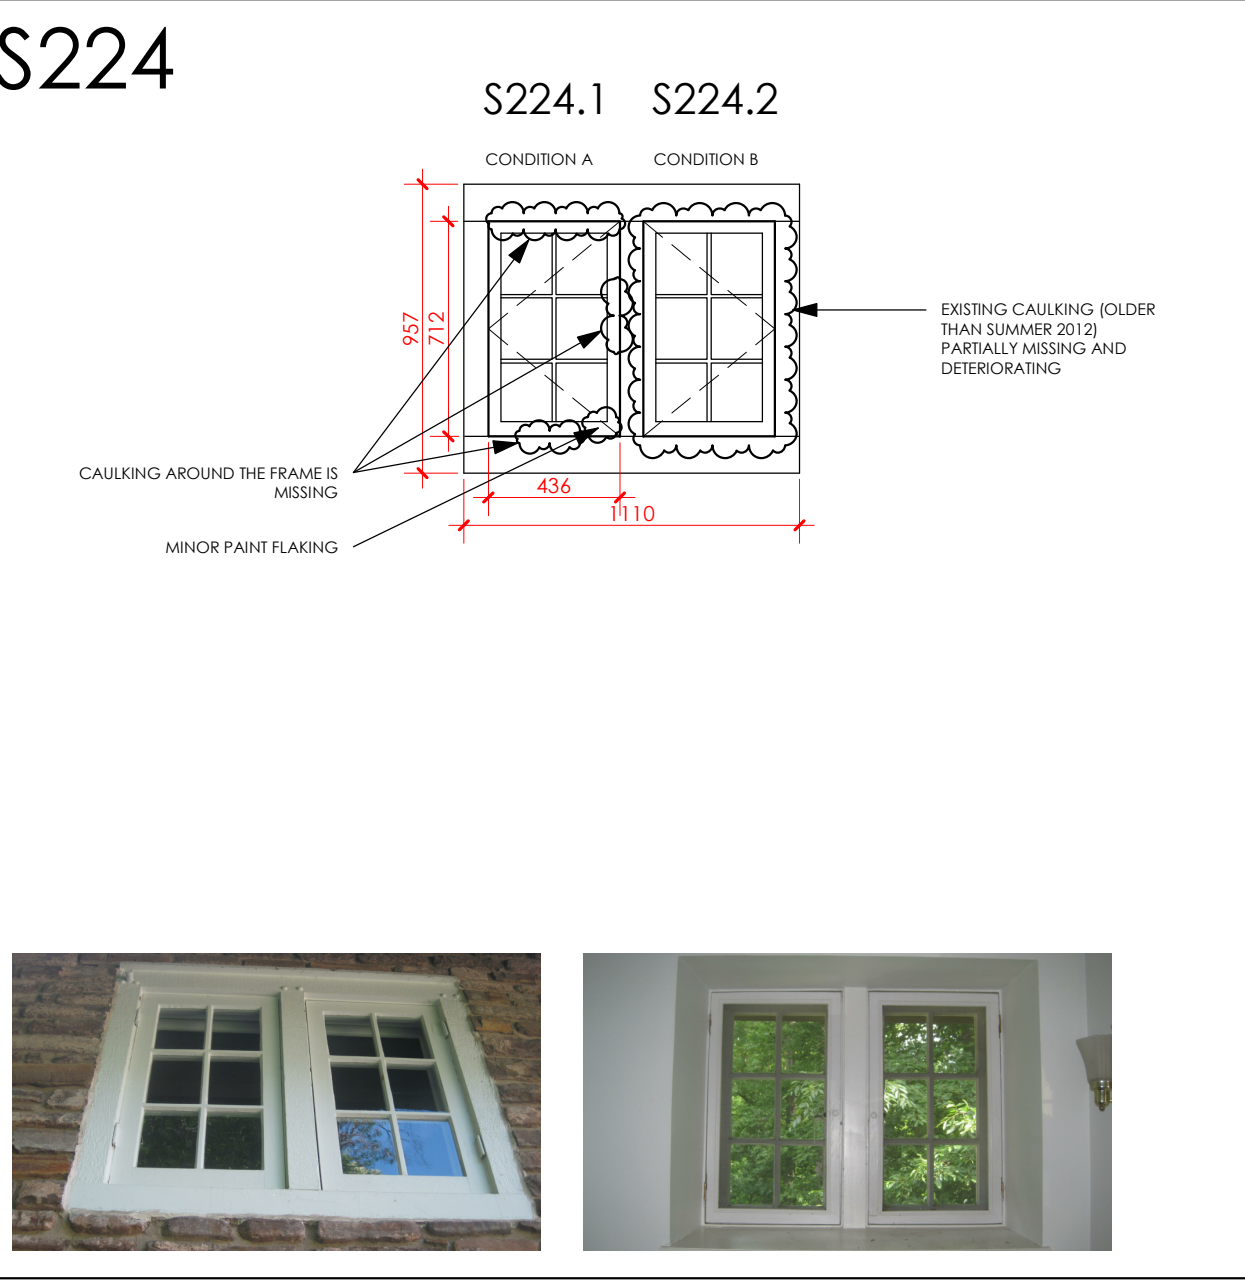 S224
S224.1 S224.2
CONDITION A CONDITION B
957
712
EXISTING CAULKING (OLDER
THAN SUMMER 2012)
PARTIALLY MISSING AND
DETERIORATING
CAULKING AROUND THE FRAME IS
MISSING
436
1110
MINOR PAINT FLAKING